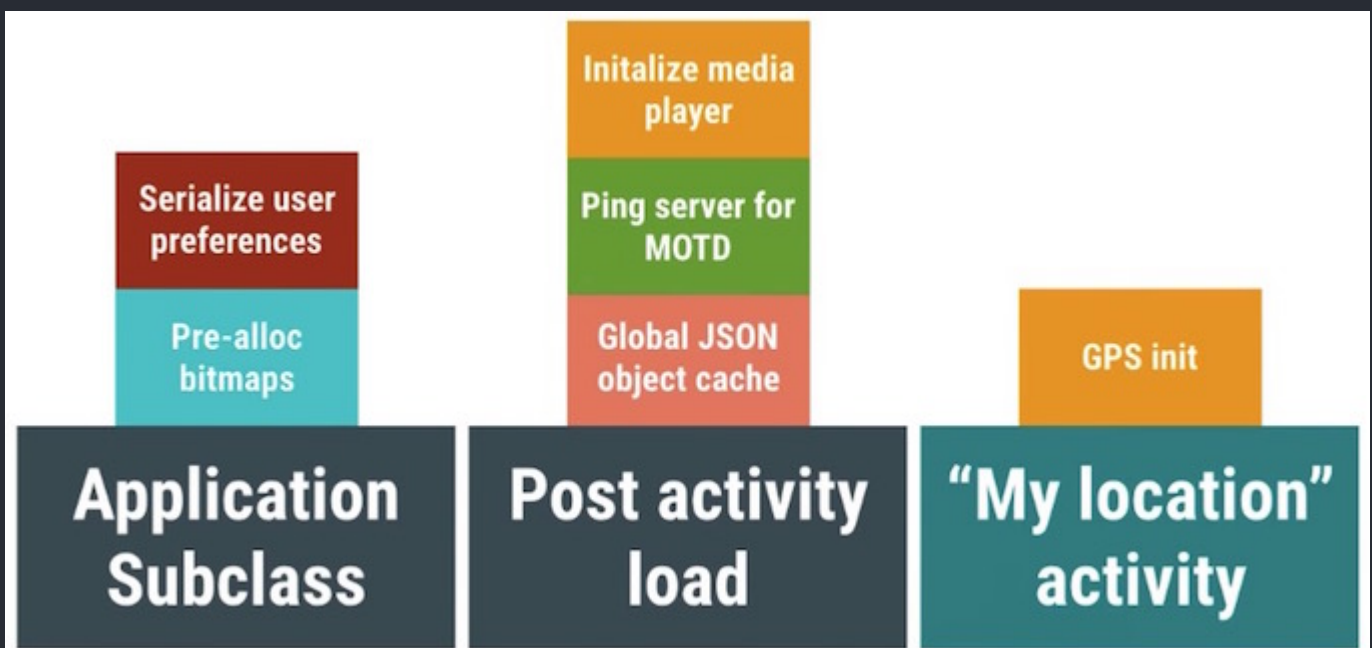 Serialize user
preferences
Pre-alloc
bitmaps
Application
Subclass
Initalize media
player
Ping server for
MOTD
Global JSON
object cache
Post activity
load
GPS init
“My location”
activity